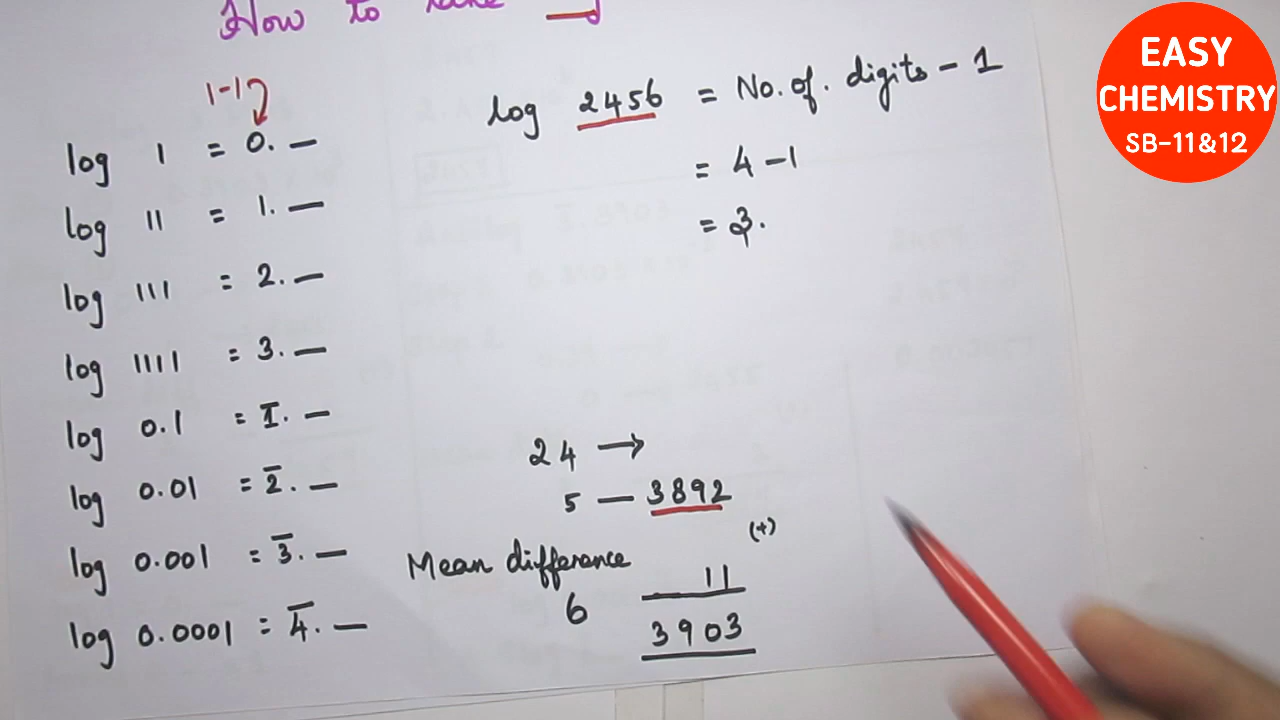 How to
1-1
log 1 = 0. —
log 11 = 1. —
log 111 = 2. —
log 1111 = 3. —
log 0.1 = 1̅. —
log 0.01 = 2̅. —
log 0.001 = 3̅. —
log 0.0001 = 4̅. —
log 2456 = No. of. digits - 1
= 4 - 1
= 3.
24 →
5 — 3892
(+)
Mean difference
6 11
3903
EASY
CHEMISTRY
SB-11&12